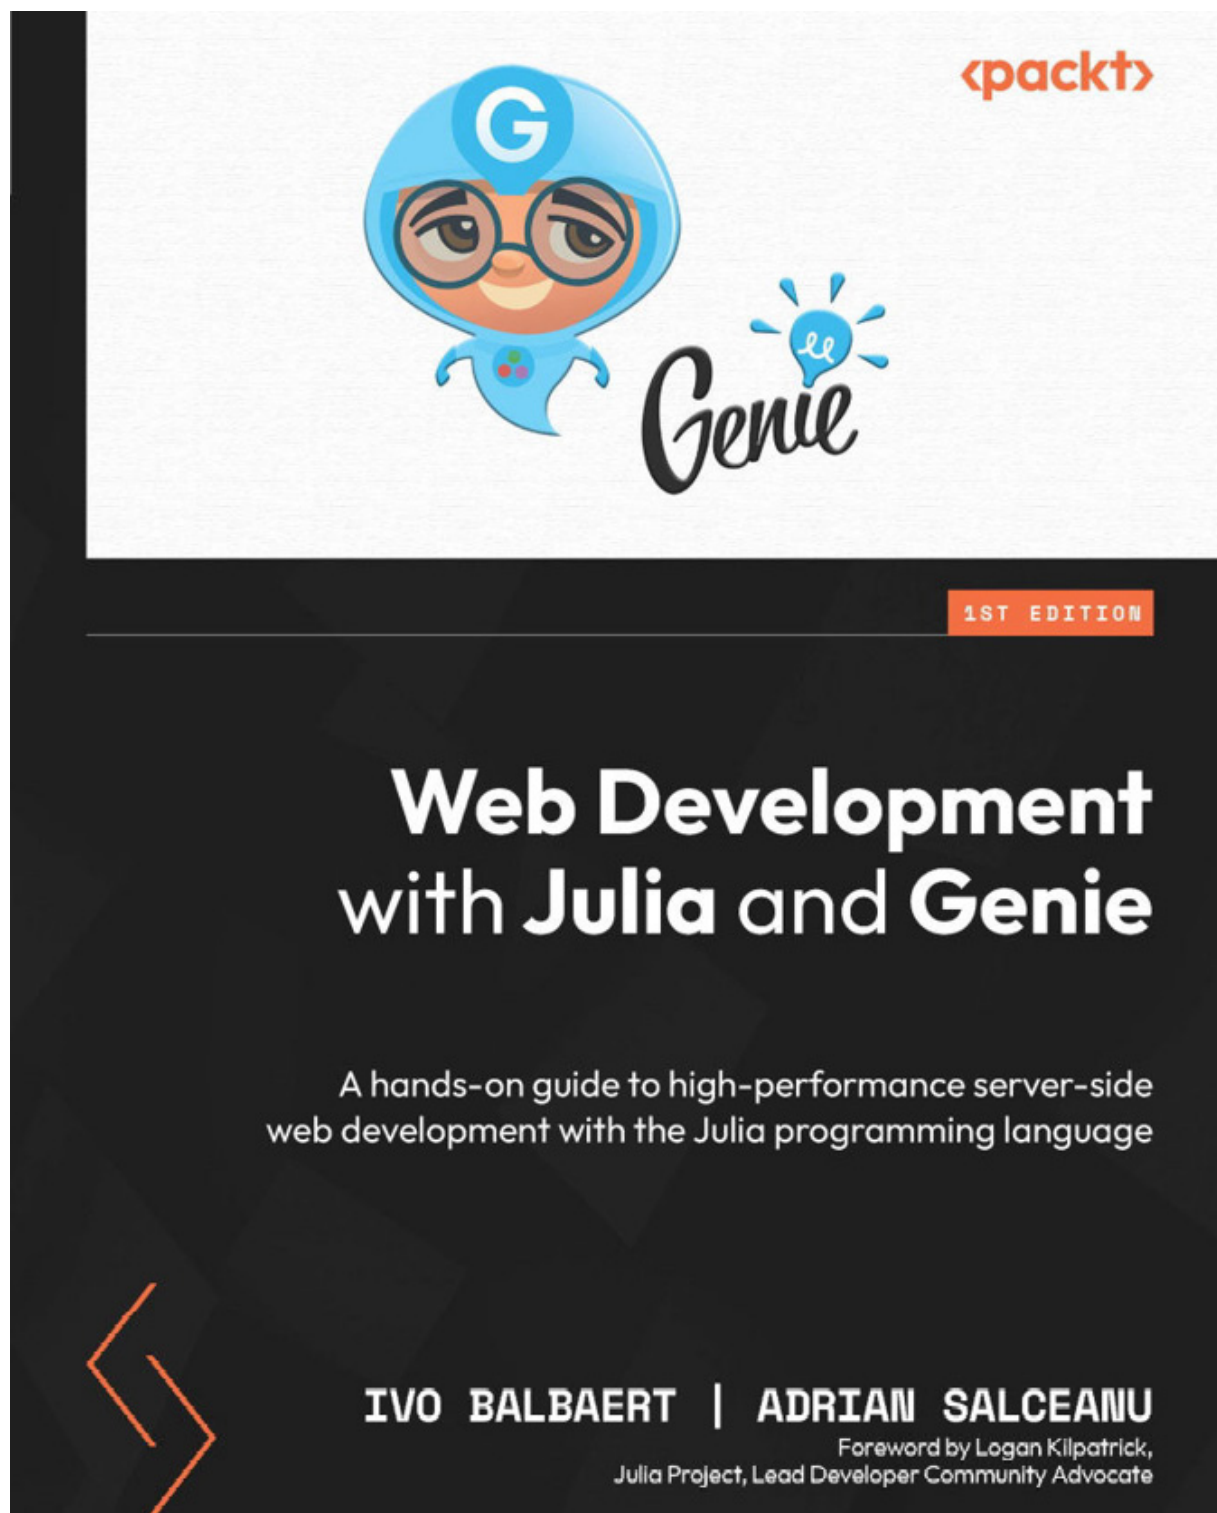 <packt>
G
Genie
1ST EDITION
Web Development
with Julia and Genie
A hands-on guide to high-performance server-side
web development with the Julia programming language
IVO BALBAERT | ADRIAN SALCEANU
Foreword by Logan Kilpatrick,
Julia Project, Lead Developer Community Advocate